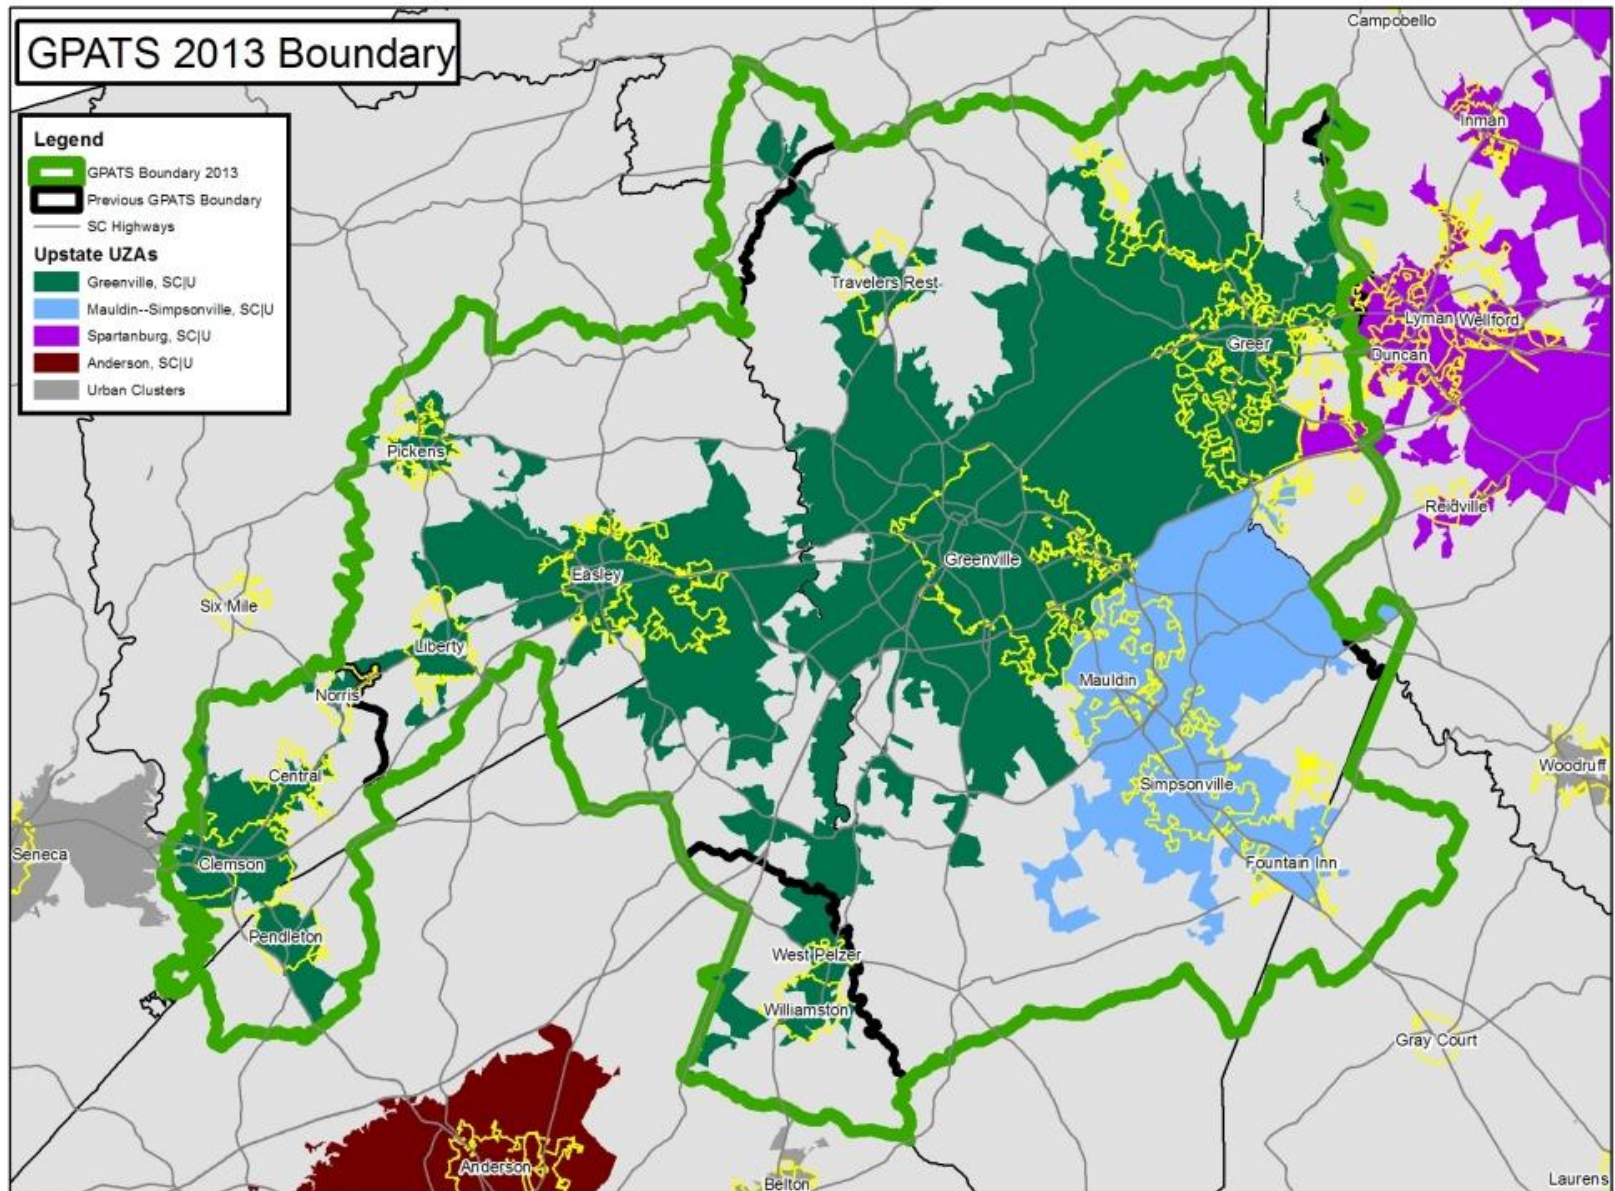 GPATS 2013 Boundary
Legend
GPATS Boundary 2013
Previous GPATS Boundary
SC Highways
Upstate UZAs
Greenville, SC|U
Mauldin--Simpsonville, SC|U
Spartanburg, SC|U
Anderson, SC|U
Urban Clusters
Campobello
Inman
Travelers Rest
Lyman
Wellford
Greer
Duncan
Pickens
Reidville
Greenville
Easley
Six Mile
Liberty
Mauldin
Norris
Central
Simpsonville
Woodruff
Seneca
Clemson
Fountain Inn
Pendleton
West Pelzer
Williamston
Gray Court
Anderson
Belton
Laurens